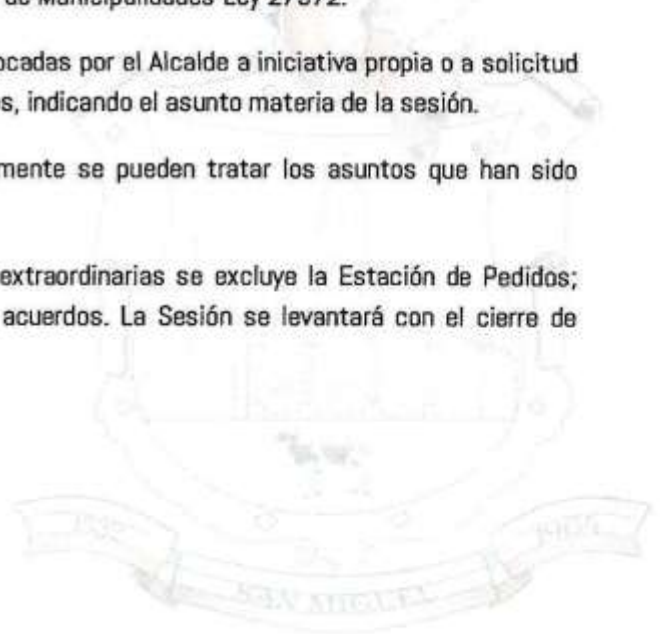 de Municipalidades Ley 27972.
ocadas por el Alcalde a iniciativa propia o a solicitud
s, indicando el asunto materia de la sesión.
mente se pueden tratar los asuntos que han sido
extraordinarias se excluye la Estación de Pedidos;
acuerdos. La Sesión se levantará con el cierre de
SAN MIGUEL